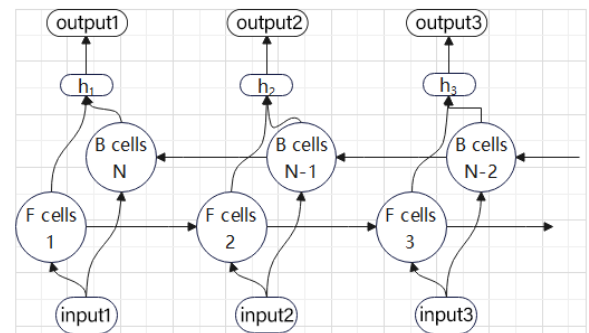 output1 output2 output3
h₁ h₂ h₃
B cells B cells B cells
N N-1 N-2
F cells F cells F cells
1 2 3
input1 input2 input3